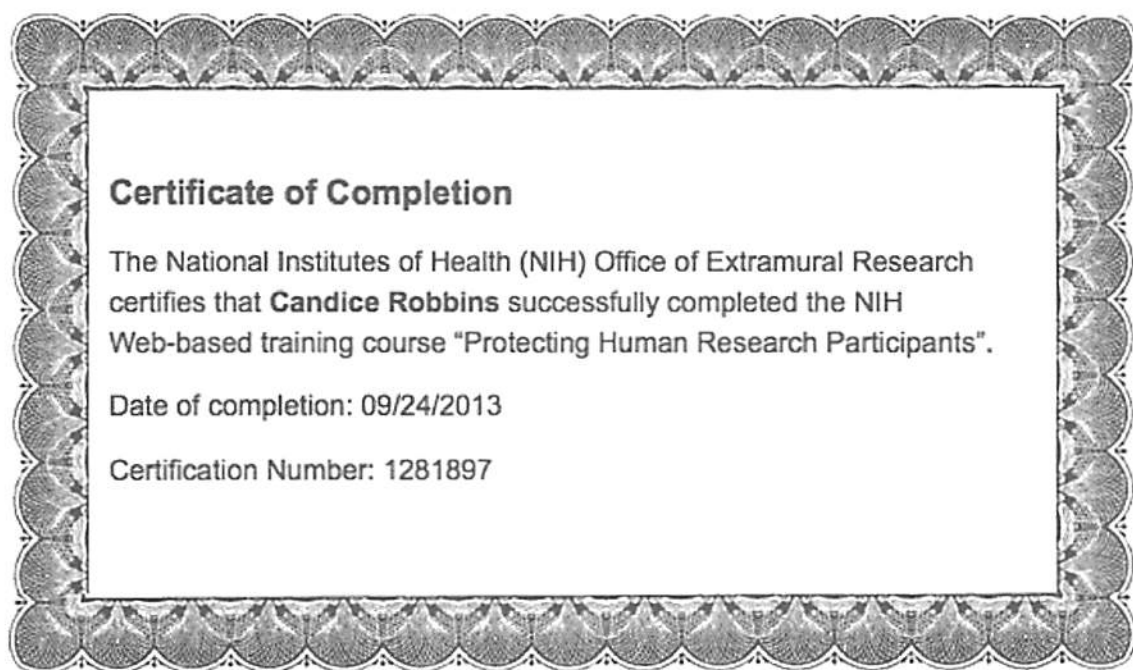 Certificate of Completion
The National Institutes of Health (NIH) Office of Extramural Research
certifies that Candice Robbins successfully completed the NIH
Web-based training course “Protecting Human Research Participants”.
Date of completion: 09/24/2013
Certification Number: 1281897